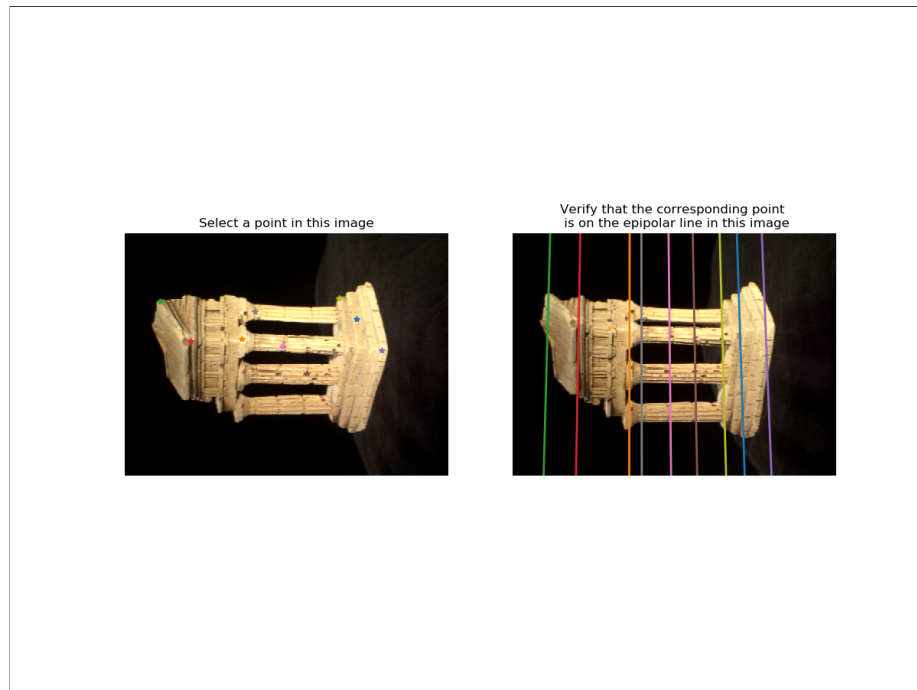 Select a point in this image
Verify that the corresponding point
is on the epipolar line in this image